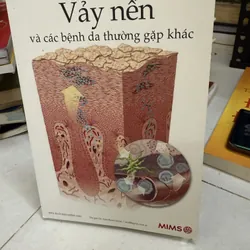 Vảy nến
và các bệnh da thường gặp khác
MIMS